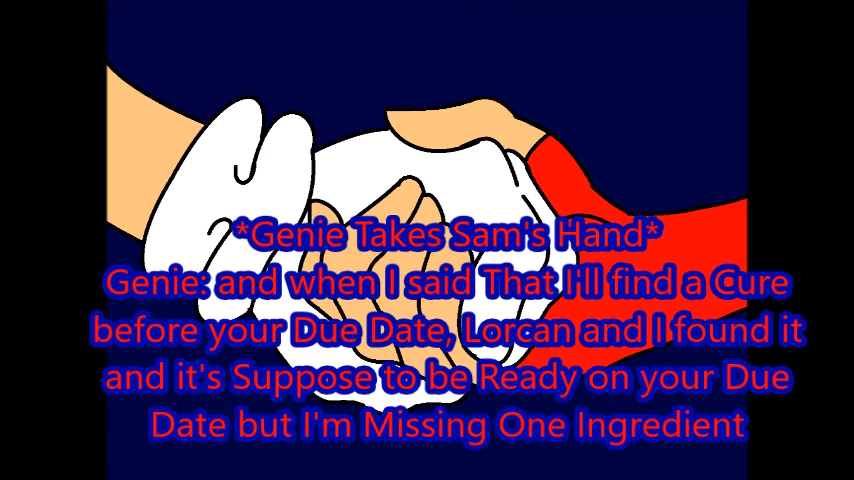 *Genie Takes Sam's Hand*
Genie: and when I said That I'll find a Cure
before your Due Date, Lorcan and I found it
and it's Suppose to be Ready on your Due
Date but I'm Missing One Ingredient